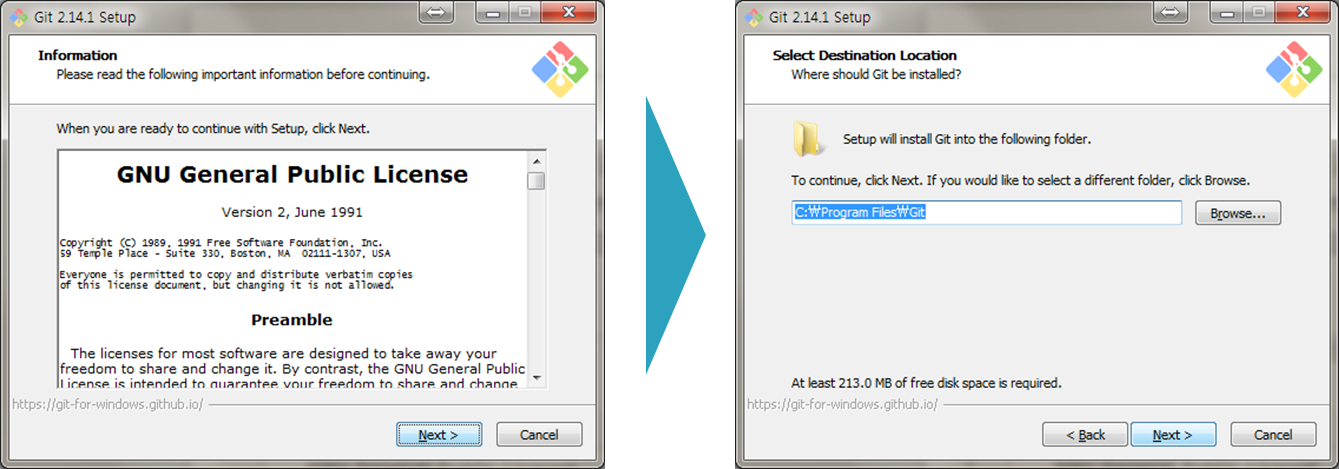 Git 2.14.1 Setup
Information
Please read the following important information before continuing.
When you are ready to continue with Setup, click Next.
GNU General Public License
Version 2, June 1991
Copyright (C) 1989, 1991 Free Software Foundation, Inc.
59 Temple Place - Suite 330, Boston, MA  02111-1307, USA
Everyone is permitted to copy and distribute verbatim copies
of this license document, but changing it is not allowed.
Preamble
The licenses for most software are designed to take away your
freedom to share and change it. By contrast, the GNU General Public
License is intended to guarantee your freedom to share and change
https://git-for-windows.github.io/
Next >
Cancel
Git 2.14.1 Setup
Select Destination Location
Where should Git be installed?
Setup will install Git into the following folder.
To continue, click Next. If you would like to select a different folder, click Browse.
C:₩Program Files₩Git
Browse...
At least 213.0 MB of free disk space is required.
https://git-for-windows.github.io/
< Back
Next >
Cancel